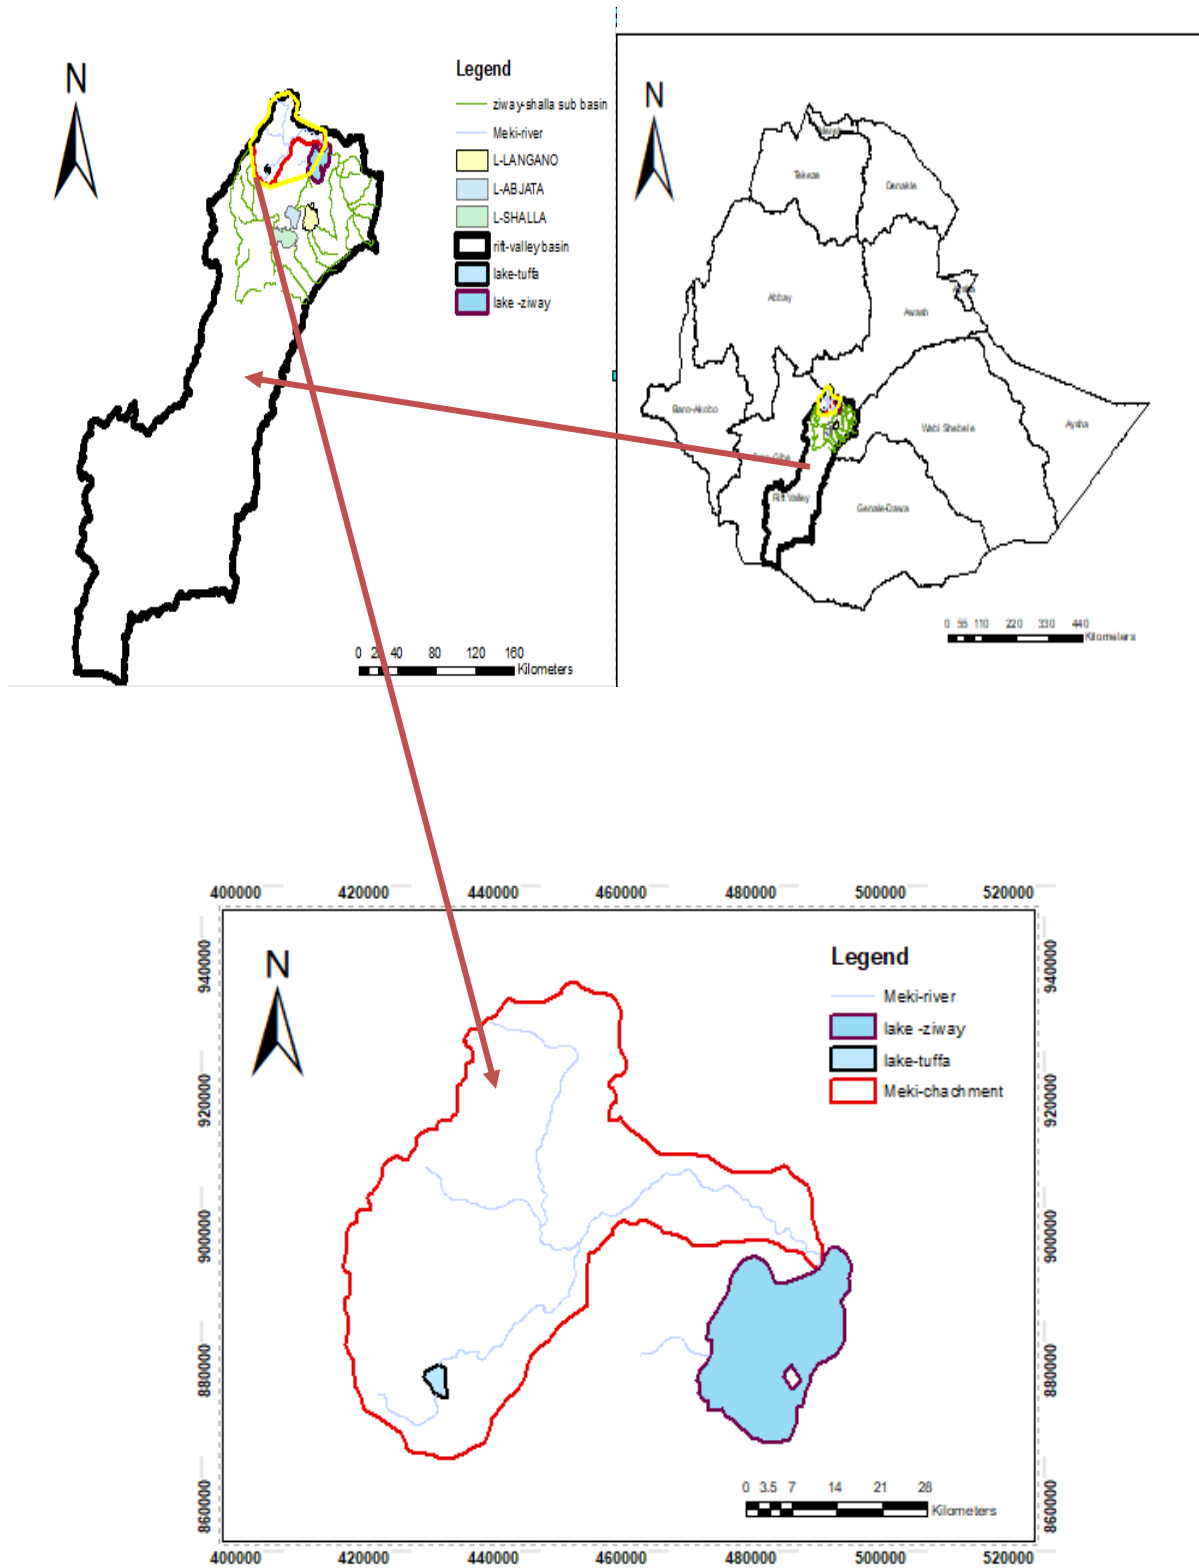 N
Legend
ziway-shalla sub basin
Meki-river
L-LANGANO
L-ABJATA
L-SHALLA
rift-valley basin
lake-tuffa
lake -ziway
0 40 80 120 160
Kilometers
N
Tekeze
Denakle
Abbay
Awash
Baro-Akobo
Wabi Shebele
Aysha
Rift Valley
Genale-Dawa
0 55 110 220 330 440
Kilometers
400000 420000 440000 460000 480000 500000 520000
N
Legend
Meki-river
lake -ziway
lake-tuffa
Meki-chachment
940000 940000
920000 920000
900000 900000
880000 880000
860000 860000
0 3.5 7 14 21 28
Kilometers
400000 420000 440000 460000 480000 500000 520000